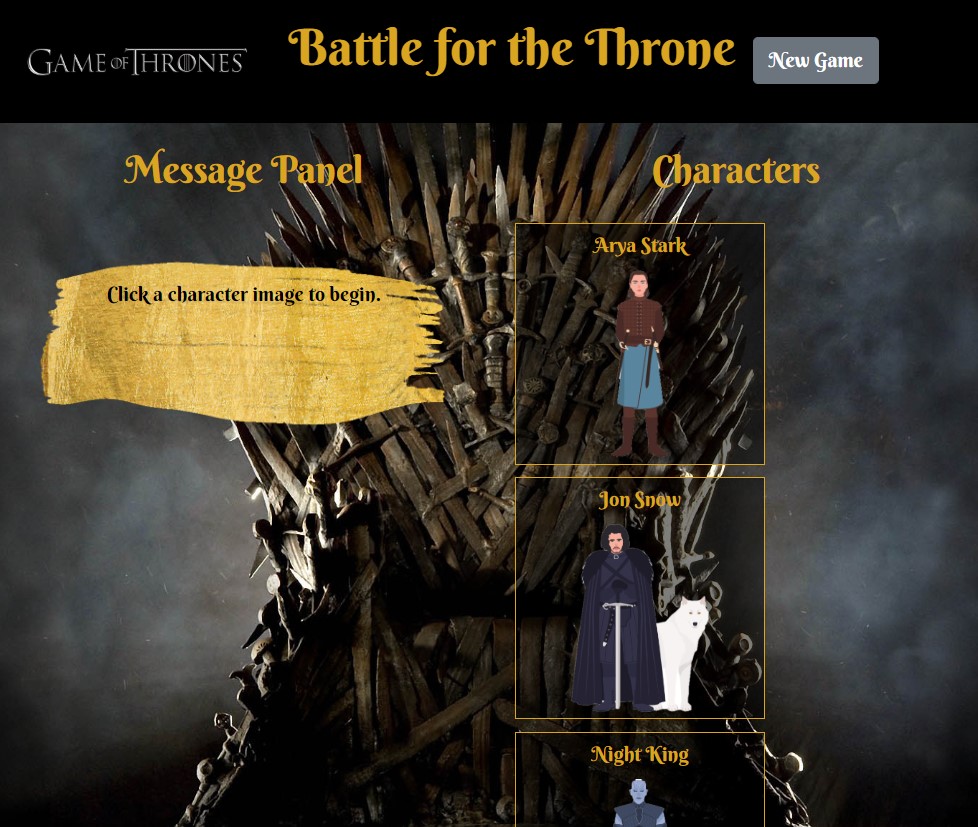 GAME OF THRONES
Battle for the Throne
New Game
Message Panel
Characters
Click a character image to begin.
Arya Stark
Jon Snow
Night King